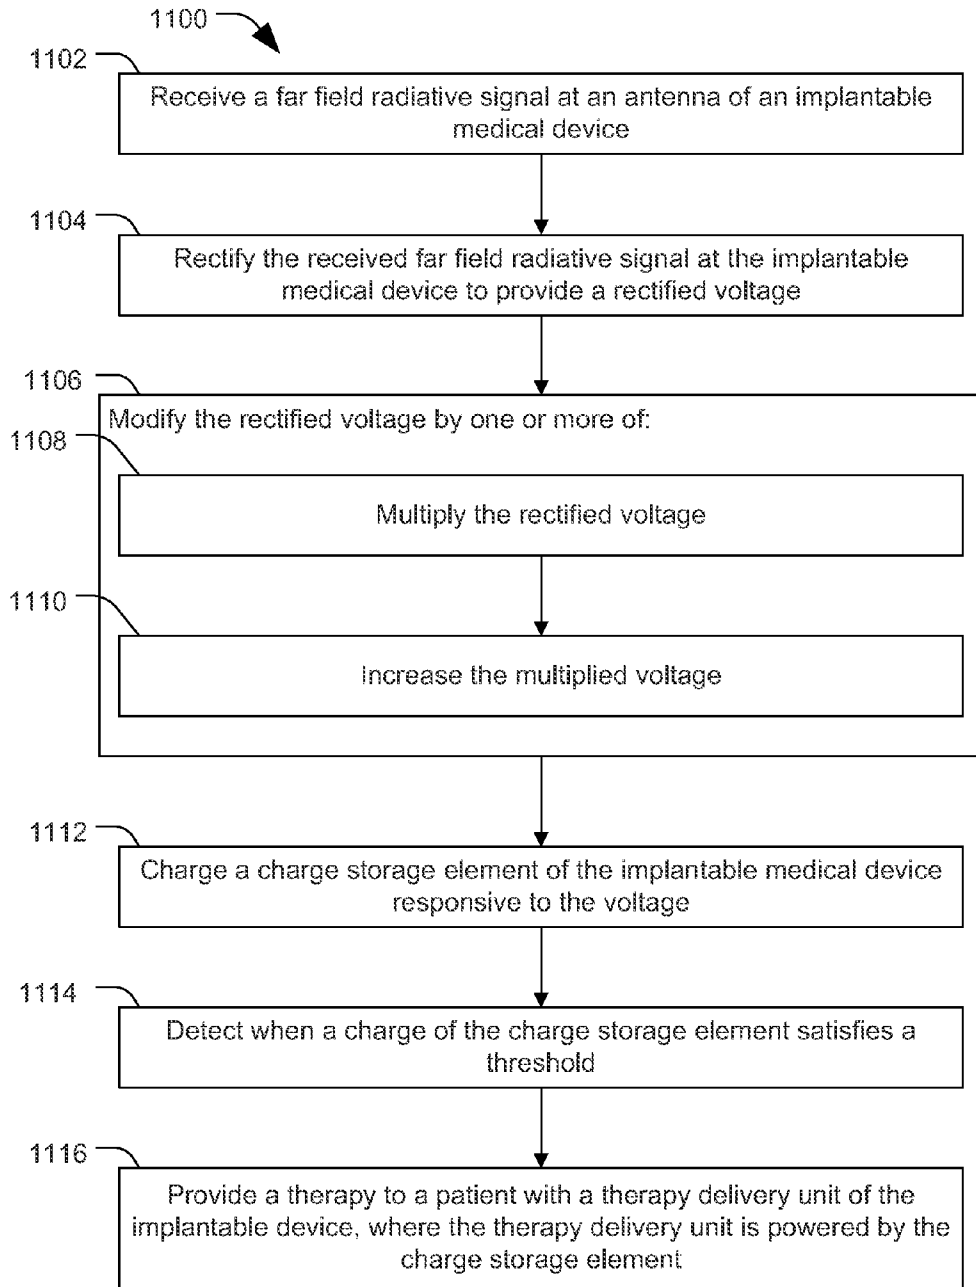 1100
1102
Receive a far field radiative signal at an antenna of an implantable
medical device
1104
Rectify the received far field radiative signal at the implantable
medical device to provide a rectified voltage
1106
Modify the rectified voltage by one or more of:
1108
Multiply the rectified voltage
1110
Increase the multiplied voltage
1112
Charge a charge storage element of the implantable medical device
responsive to the voltage
1114
Detect when a charge of the charge storage element satisfies a
threshold
1116
Provide a therapy to a patient with a therapy delivery unit of the
implantable device, where the therapy delivery unit is powered by the
charge storage element